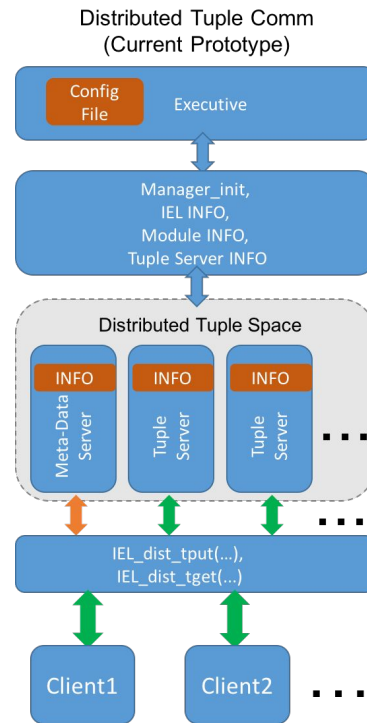 Distributed Tuple Comm
(Current Prototype)
Config
File
Executive
Manager_init,
IEL INFO,
Module INFO,
Tuple Server INFO
Distributed Tuple Space
INFO
Meta-Data
Server
INFO
Tuple
Server
INFO
Tuple
Server
...
...
IEL_dist_tput(...),
IEL_dist_tget(...)
Client1
Client2
...